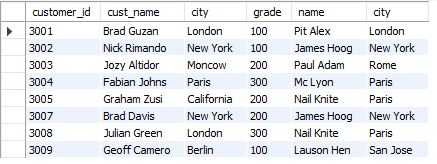 customer_id cust_name city grade name city
3001 Brad Guzan London 100 Pit Alex London
3002 Nick Rimando New York 100 James Hoog New York
3003 Jozy Altidor Moncow 200 Paul Adam Rome
3004 Fabian Johns Paris 300 Mc Lyon Paris
3005 Graham Zusi California 200 Nail Knite Paris
3007 Brad Davis New York 200 James Hoog New York
3008 Julian Green London 300 Nail Knite Paris
3009 Geoff Camero Berlin 100 Lauson Hen San Jose